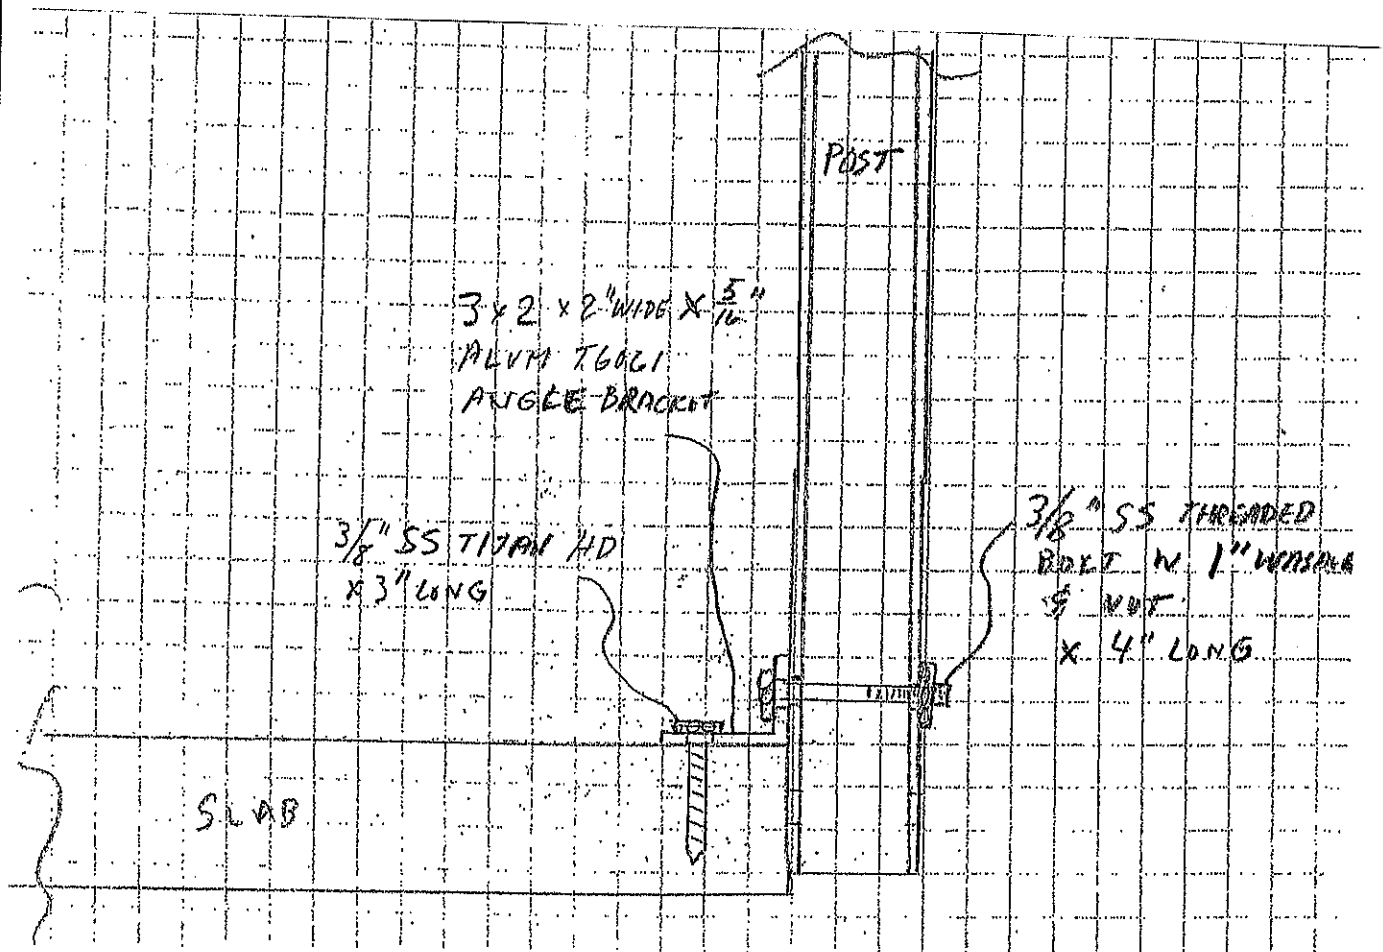 POST
3 x 2 x 2" WIDE X 5/16"
ALUM T6061
ANGLE BRACKET
3/8" SS TITAN HD
x 3" LONG
3/8" SS THREADED
BOLT W 1" WASHER
& NUT
x 4" LONG
SLAB